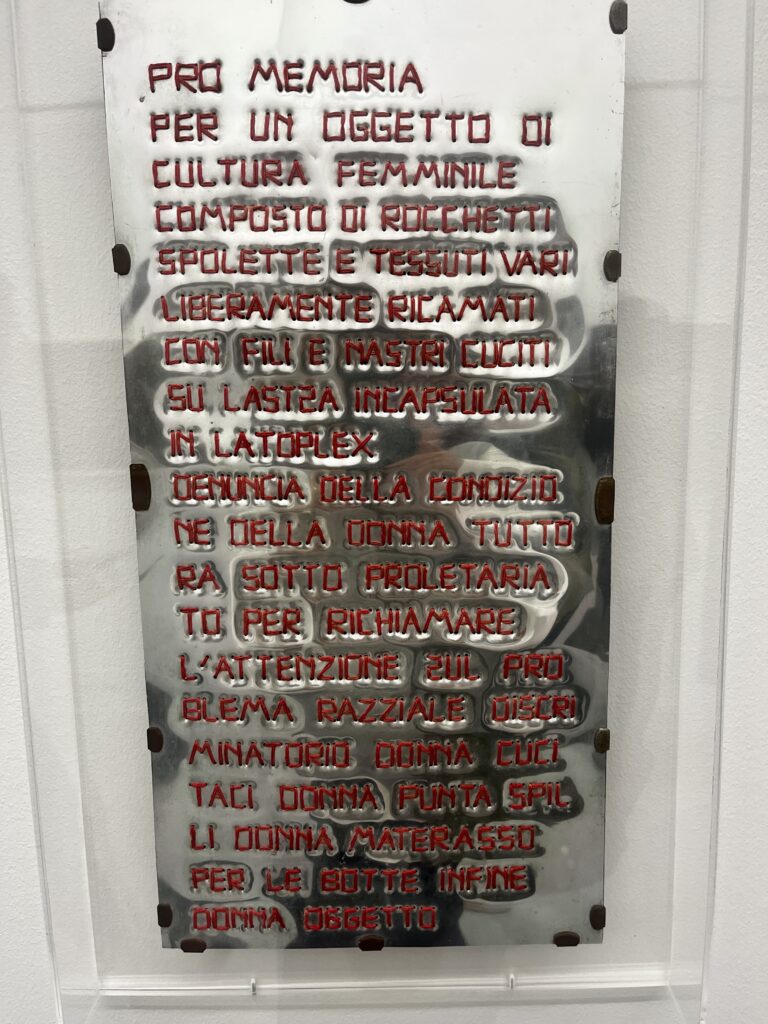 PRO MEMORIA
PER UN OGGETTO DI
CULTURA FEMMINILE
COMPOSTO DI ROCCHETTI
SPOLETTE E TESSUTI VARI
LIBERAMENTE RICAMATI
CON FILI E NASTRI CUCITI
SU LASTRA INCAPSULATA
IN LATOPLEX
DENUNCIA DELLA CONDIZIO
NE DELLA DONNA TUTTO
RA SOTTO PROLETARIA
TO PER RICHIAMARE
L'ATTENZIONE SUL PRO
BLEMA RAZZIALE DISCRI
MINATORIO DONNA CUCI
TACI DONNA PUNTA SPIL
LI DONNA MATERASSO
PER LE BOTTE INFINE
DONNA OGGETTO